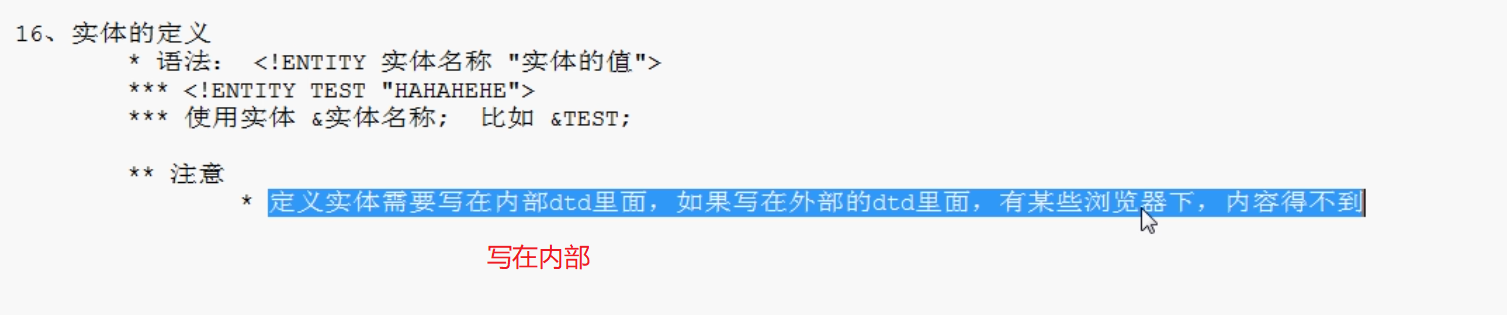 16、实体的定义
* 语法： <!ENTITY 实体名称 "实体的值">
*** <!ENTITY TEST "HAHAHEHE">
*** 使用实体 &实体名称; 比如 &TEST;
** 注意
* 定义实体需要写在内部dtd里面，如果写在外部的dtd里面，有某些浏览器下，内容得不到
写在内部